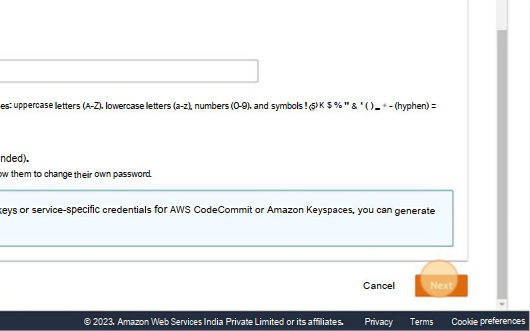 es: uppercase letters (A-Z), lowercase letters (a-z), numbers (0-9), and symbols ! @ # $ % ^ & * ( ) _ + - (hyphen) =
nded).
ow them to change their own password.
keys or service-specific credentials for AWS CodeCommit or Amazon Keyspaces, you can generate
Cancel Next
© 2023, Amazon Web Services India Private Limited or its affiliates. Privacy Terms Cookie preferences